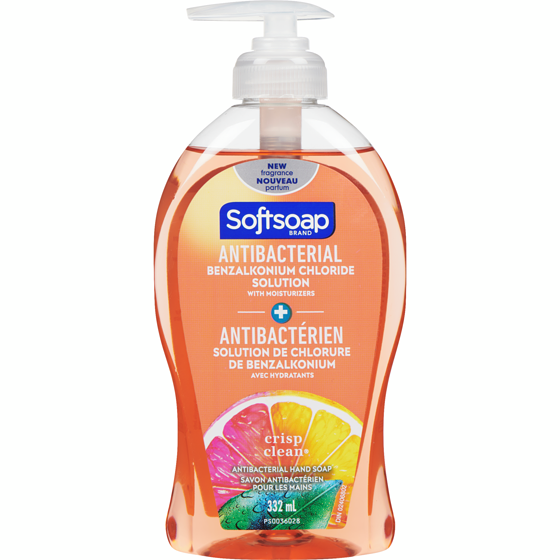 NEW
fragrance
NOUVEAU
parfum
Softsoap
BRAND
ANTIBACTERIAL
BENZALKONIUM CHLORIDE
SOLUTION
WITH MOISTURIZERS
ANTIBACTÉRIEN
SOLUTION DE CHLORURE
DE BENZALKONIUM
AVEC HYDRATANTS
crisp
clean®
ANTIBACTERIAL HAND SOAP
SAVON ANTIBACTÉRIEN
POUR LES MAINS
332 mL
P50036028